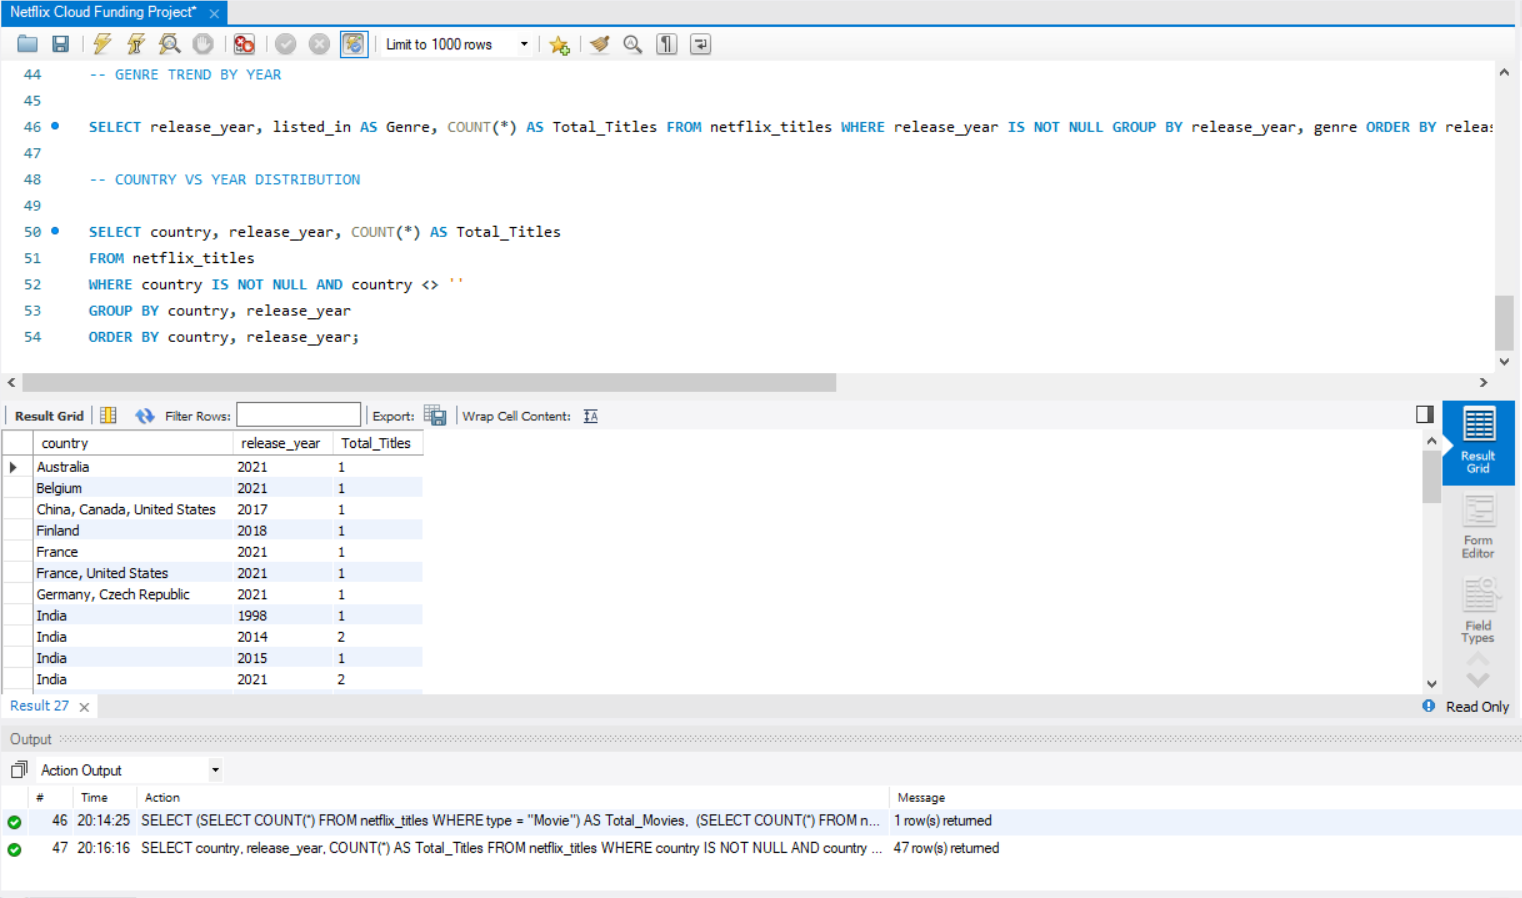 Netflix Cloud Funding Project*
Limit to 1000 rows
44 -- GENRE TREND BY YEAR
45
46 SELECT release_year, listed_in AS Genre, COUNT(*) AS Total_Titles FROM netflix_titles WHERE release_year IS NOT NULL GROUP BY release_year, genre ORDER BY releas
47
48 -- COUNTRY VS YEAR DISTRIBUTION
49
50 SELECT country, release_year, COUNT(*) AS Total_Titles
51 FROM netflix_titles
52 WHERE country IS NOT NULL AND country <> ''
53 GROUP BY country, release_year
54 ORDER BY country, release_year;
Result Grid Filter Rows: Export: Wrap Cell Content:
country release_year Total_Titles
Australia 2021 1
Belgium 2021 1
China, Canada, United States 2017 1
Finland 2018 1
France 2021 1
France, United States 2021 1
Germany, Czech Republic 2021 1
India 1998 1
India 2014 2
India 2015 1
India 2021 2
Result
Grid
Form
Editor
Field
Types
Result 27 Read Only
Output
Action Output
# Time Action Message
46 20:14:25 SELECT (SELECT COUNT(*) FROM netflix_titles WHERE type = "Movie") AS Total_Movies, (SELECT COUNT(*) FROM n... 1 row(s) returned
47 20:16:16 SELECT country, release_year, COUNT(*) AS Total_Titles FROM netflix_titles WHERE country IS NOT NULL AND country ... 47 row(s) returned